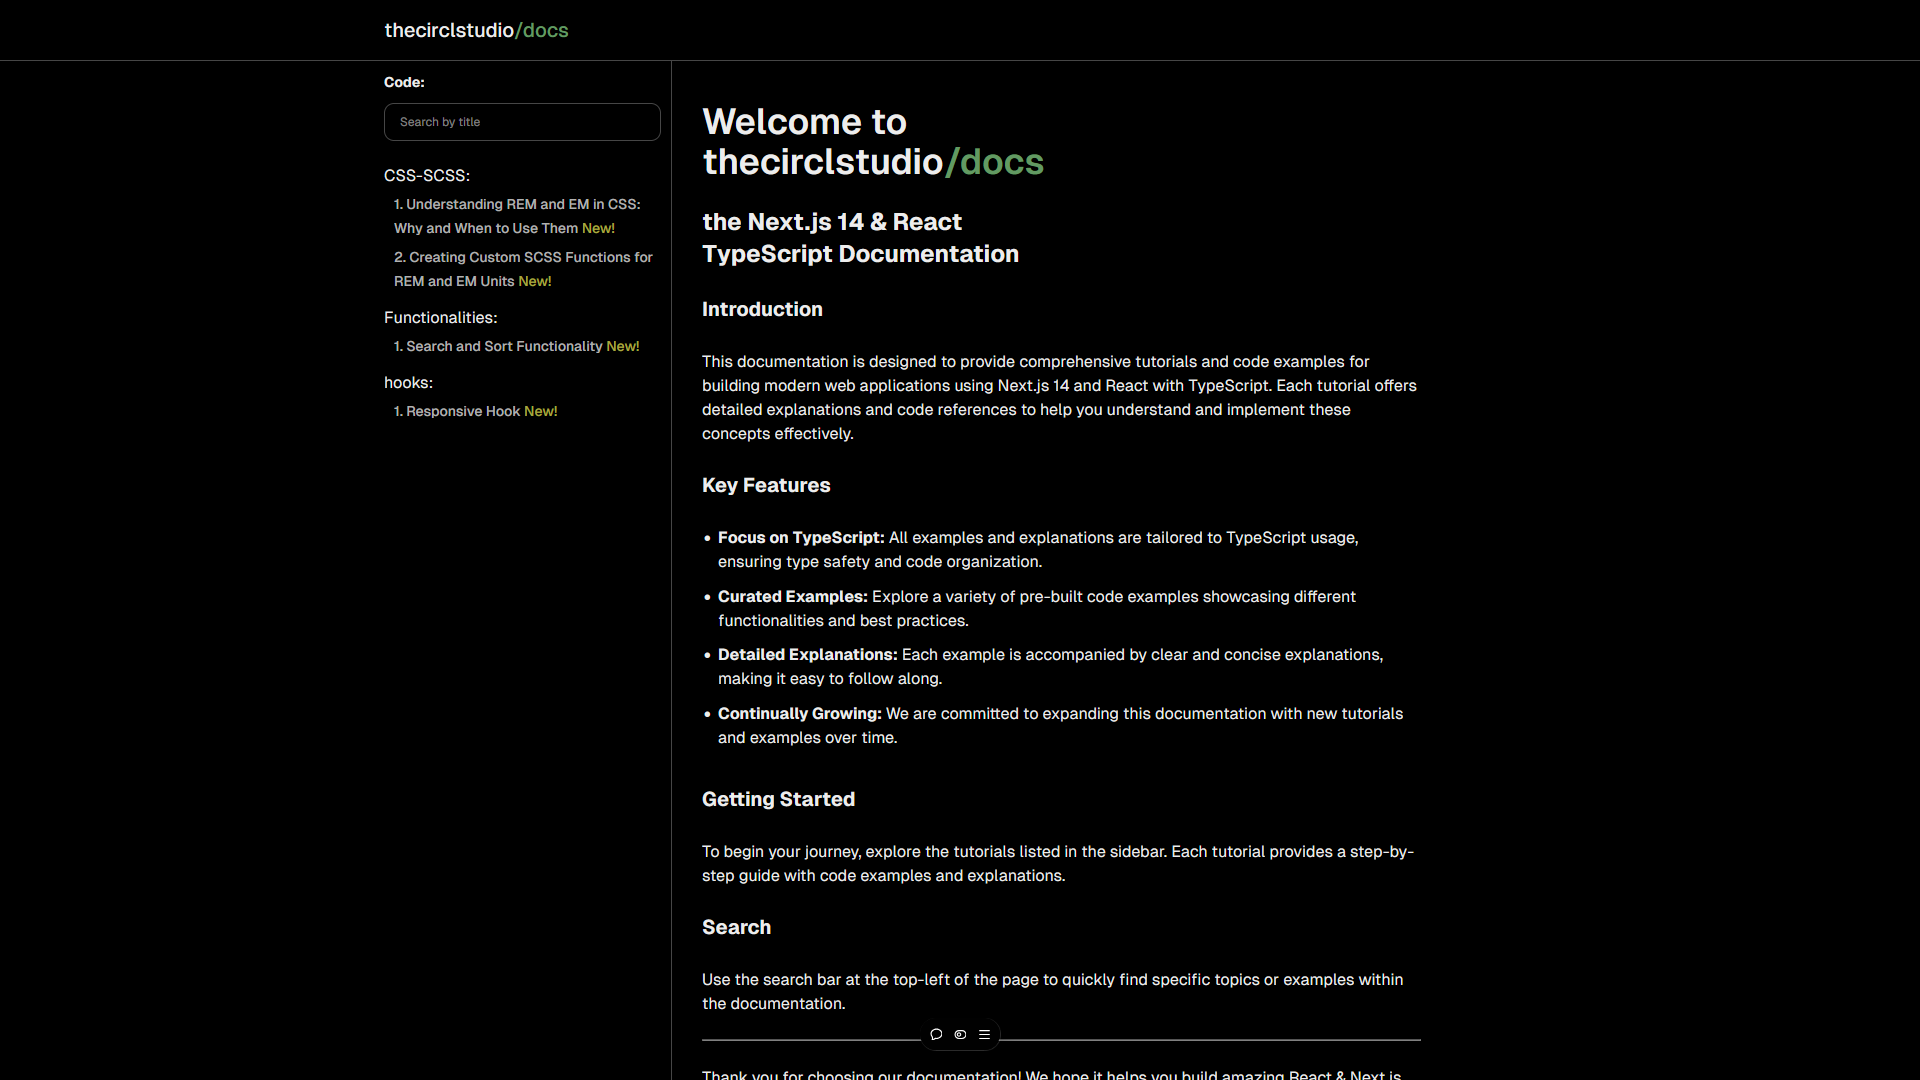 thecirclstudio/docs
Code:
Search by title
CSS-SCSS:
1. Understanding REM and EM in CSS:
Why and When to Use Them New!
2. Creating Custom SCSS Functions for
REM and EM Units New!
Functionalities:
1. Search and Sort Functionality New!
hooks:
1. Responsive Hook New!
Welcome to
thecirclstudio/docs
the Next.js 14 & React
TypeScript Documentation
Introduction
This documentation is designed to provide comprehensive tutorials and code examples for
building modern web applications using Next.js 14 and React with TypeScript. Each tutorial offers
detailed explanations and code references to help you understand and implement these
concepts effectively.
Key Features
• Focus on TypeScript: All examples and explanations are tailored to TypeScript usage,
ensuring type safety and code organization.
• Curated Examples: Explore a variety of pre-built code examples showcasing different
functionalities and best practices.
• Detailed Explanations: Each example is accompanied by clear and concise explanations,
making it easy to follow along.
• Continually Growing: We are committed to expanding this documentation with new tutorials
and examples over time.
Getting Started
To begin your journey, explore the tutorials listed in the sidebar. Each tutorial provides a step-by-
step guide with code examples and explanations.
Search
Use the search bar at the top-left of the page to quickly find specific topics or examples within
the documentation.
Thank you for choosing our documentation! We hope it helps you build amazing React & Next.js